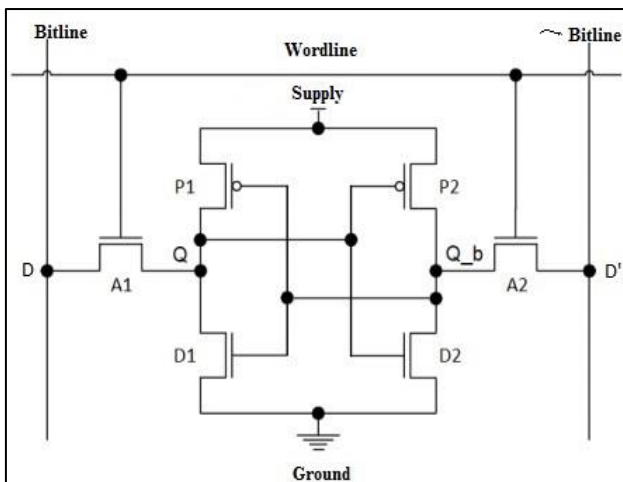 Bitline
~ Bitline
Wordline
Supply
P1
P2
D
A1
Q
Q_b
A2
D'
D1
D2
Ground